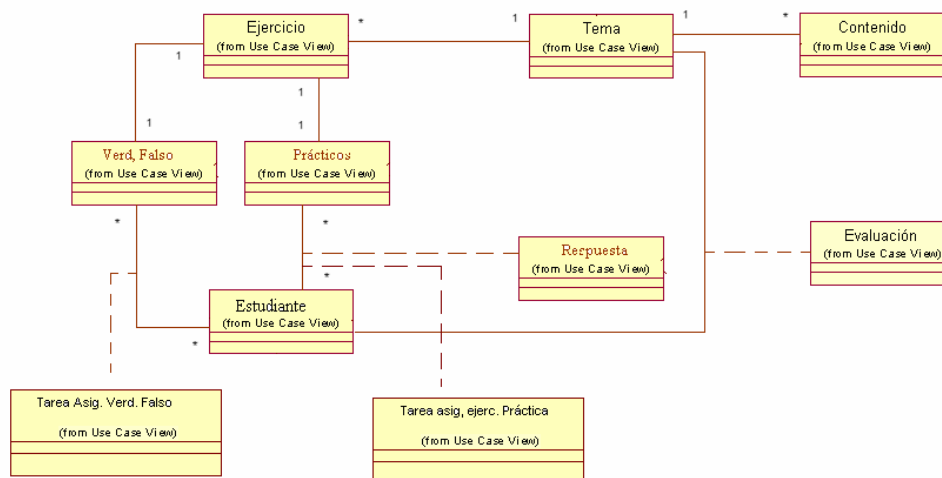 Ejercicio
(from Use Case View)
*
1
Tema
(from Use Case View)
1
*
Contenido
(from Use Case View)
1
1
1
1
Verd, Falso
(from Use Case View)
Prácticos
(from Use Case View)
*
*
Respuesta
(from Use Case View)
Evaluación
(from Use Case View)
*
Estudiante
(from Use Case View)
*
Tarea Asig. Verd. Falso
(from Use Case View)
Tarea asig, ejerc. Práctica
(from Use Case View)